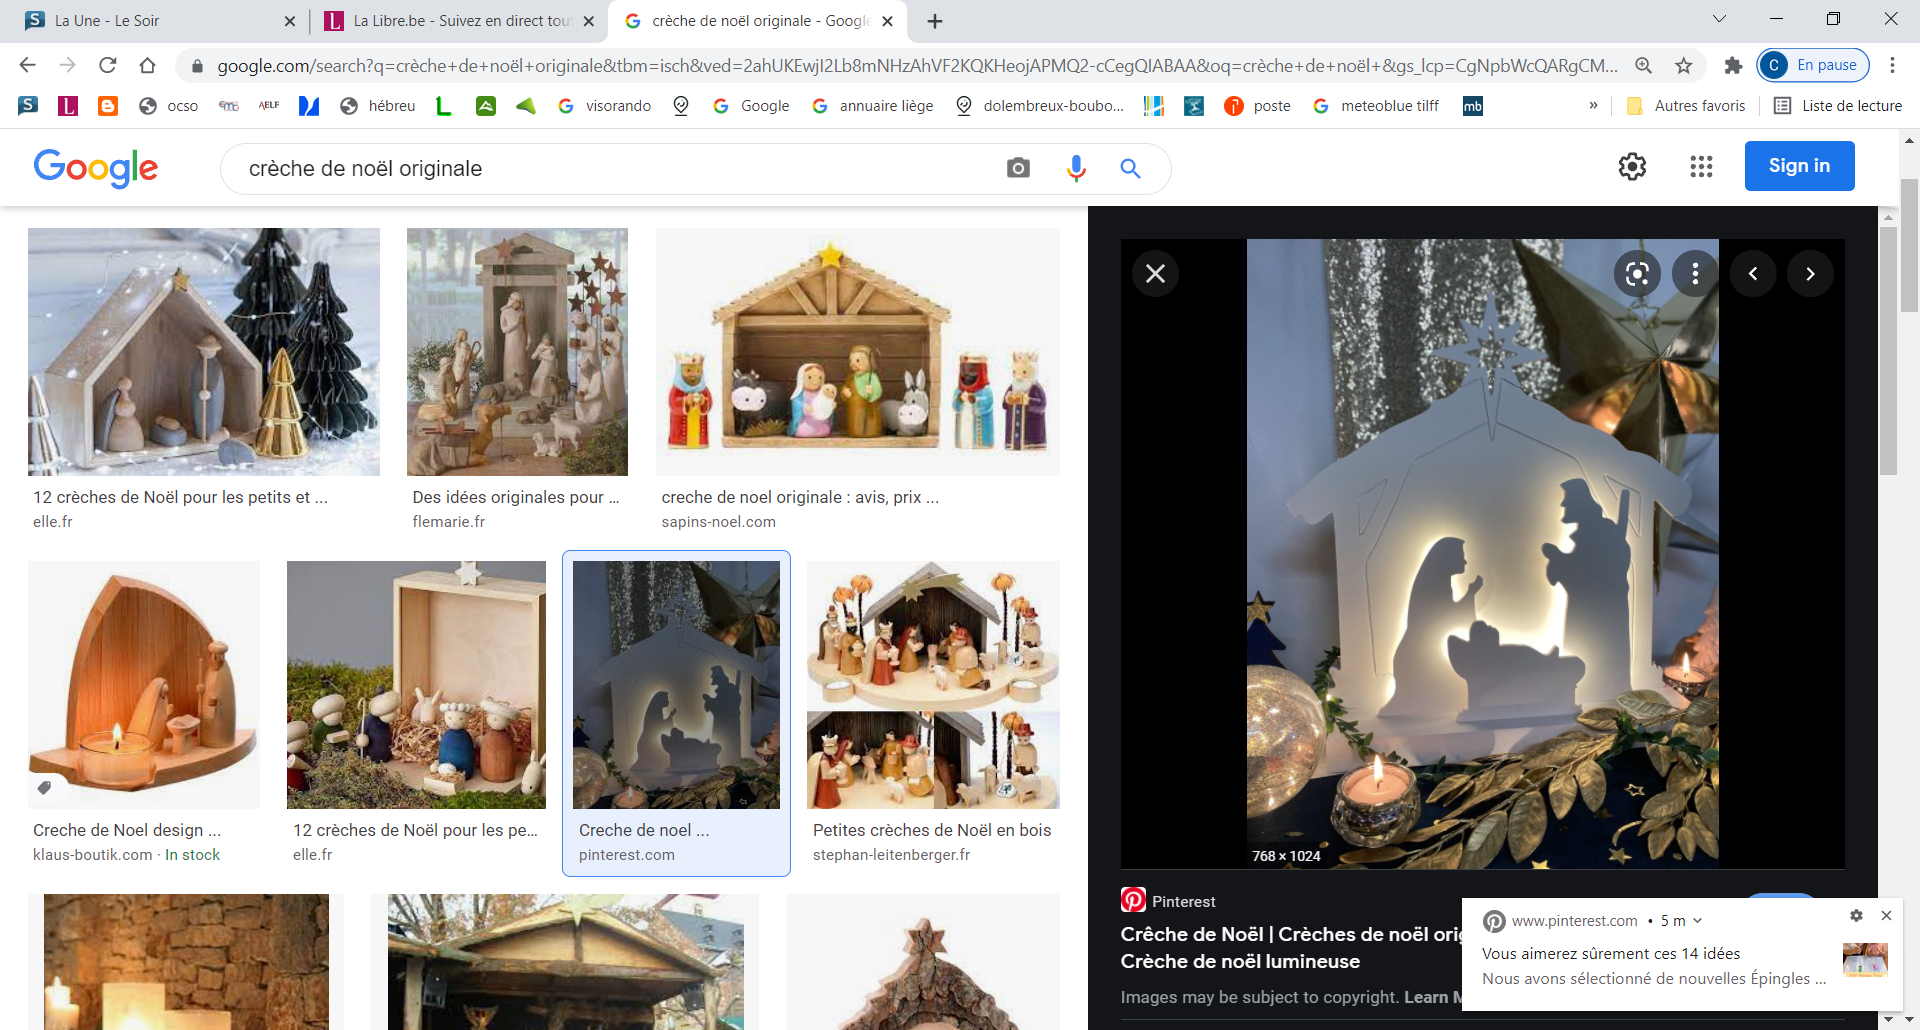 La Une - Le Soir
La Libre.be - Suivez en direct tout
crèche de noël originale - Google
google.com/search?q=crèche+de+noël+originale&tbm=isch&ved=2ahUKEwjI2Lb8mNHzAhVF2KQKHeojAPMQ2-cCegQIABAA&oq=crèche+de+noël+&gs_lcp=CgNpbWcQARgCM...
C En pause
S L ocso emc AELF hébreu L visorando Google annuaire liège dolembreux-boubo... poste meteoblue tilff mb » Autres favoris Liste de lecture
Google
crèche de noël originale
Sign in
12 crèches de Noël pour les petits et ...
elle.fr
Des idées originales pour ...
flemarie.fr
creche de noel originale : avis, prix ...
sapins-noel.com
Creche de Noel design ...
klaus-boutik.com · In stock
12 crèches de Noël pour les pe...
elle.fr
Creche de noel ...
pinterest.com
Petites crèches de Noël en bois
stephan-leitenberger.fr
768 × 1024
Pinterest
Crêche de Noël | Crèches de noël orig
Crèche de noël lumineuse
Images may be subject to copyright. Learn M
www.pinterest.com • 5 m
Vous aimerez sûrement ces 14 idées
Nous avons sélectionné de nouvelles Épingles ...